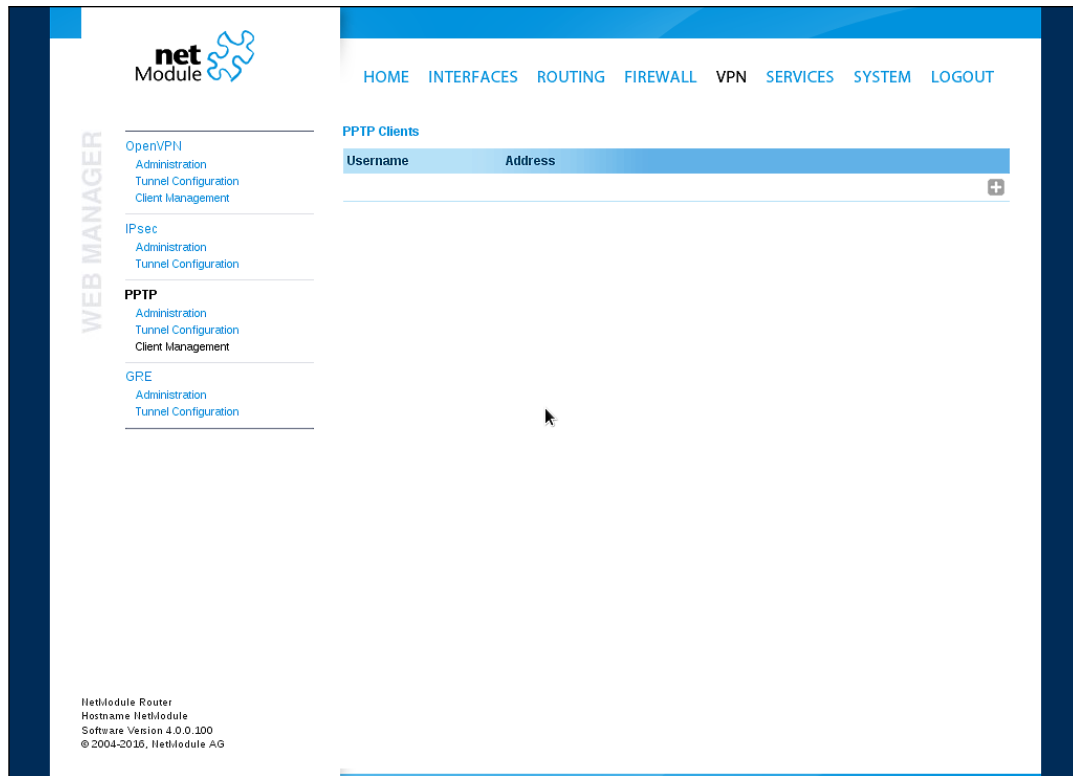 net
Module
HOME INTERFACES ROUTING FIREWALL VPN SERVICES SYSTEM LOGOUT
WEB MANAGER
OpenVPN
Administration
Tunnel Configuration
Client Management
IPsec
Administration
Tunnel Configuration
PPTP
Administration
Tunnel Configuration
Client Management
GRE
Administration
Tunnel Configuration
PPTP Clients
Username Address
NetModule Router
Hostname NetModule
Software Version 4.0.0.100
© 2004-2016, NetModule AG